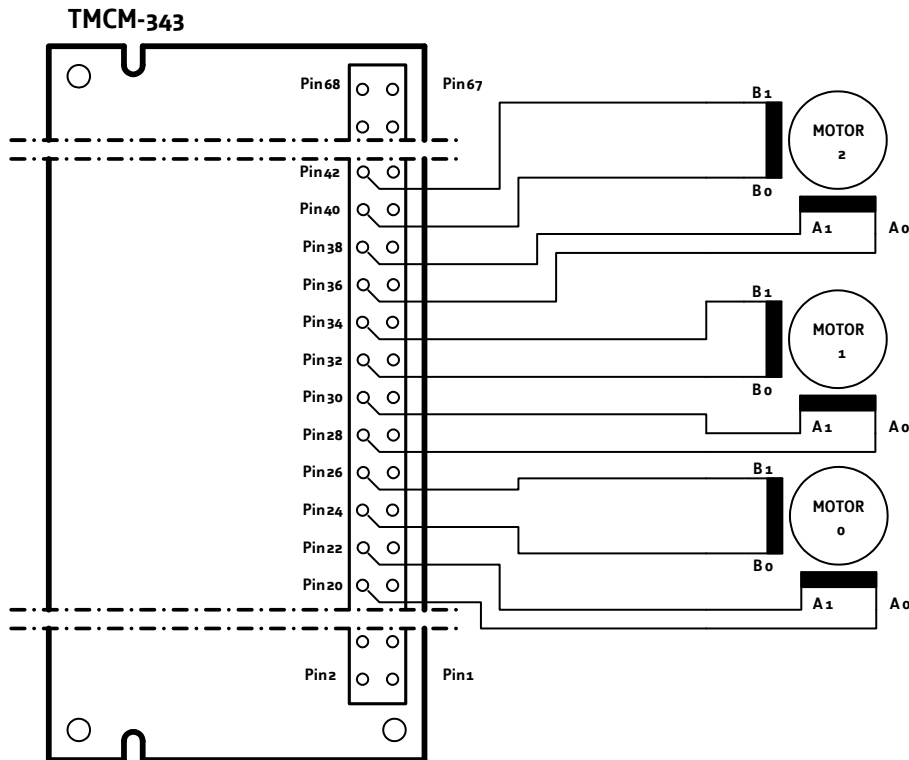 TMCM-343
Pin68 Pin67
B1
MOTOR
2
Pin42
B0
Pin40
A1 A0
Pin38
Pin36
B1
Pin34
MOTOR
1
Pin32
B0
Pin30
A1 A0
Pin28
B1
Pin26
MOTOR
0
Pin24
Pin22
B0
Pin20
A1 A0
Pin2 Pin1